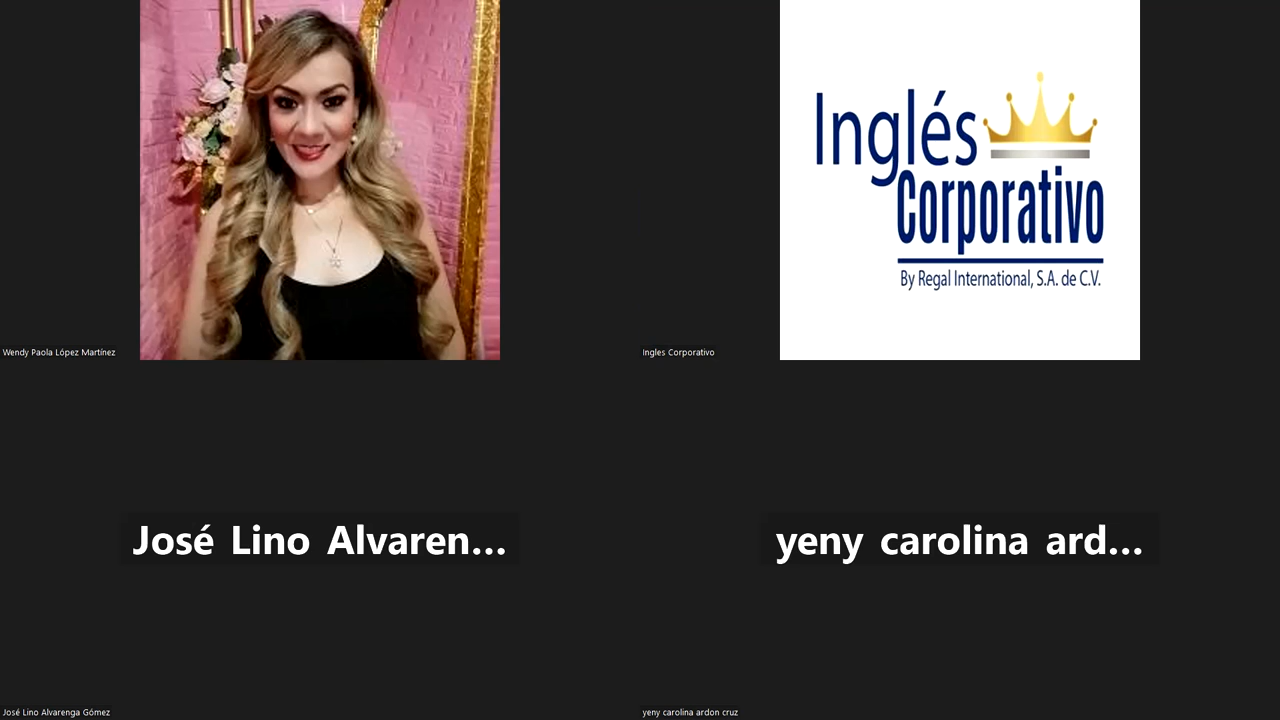 Wendy Paola López Martínez
Inglés
Corporativo
By Regal International, S.A. de C.V.
Ingles Corporativo
José Lino Alvaren...
yeny carolina ard...
José Lino Alvarenga Gómez
yeny carolina ardon cruz